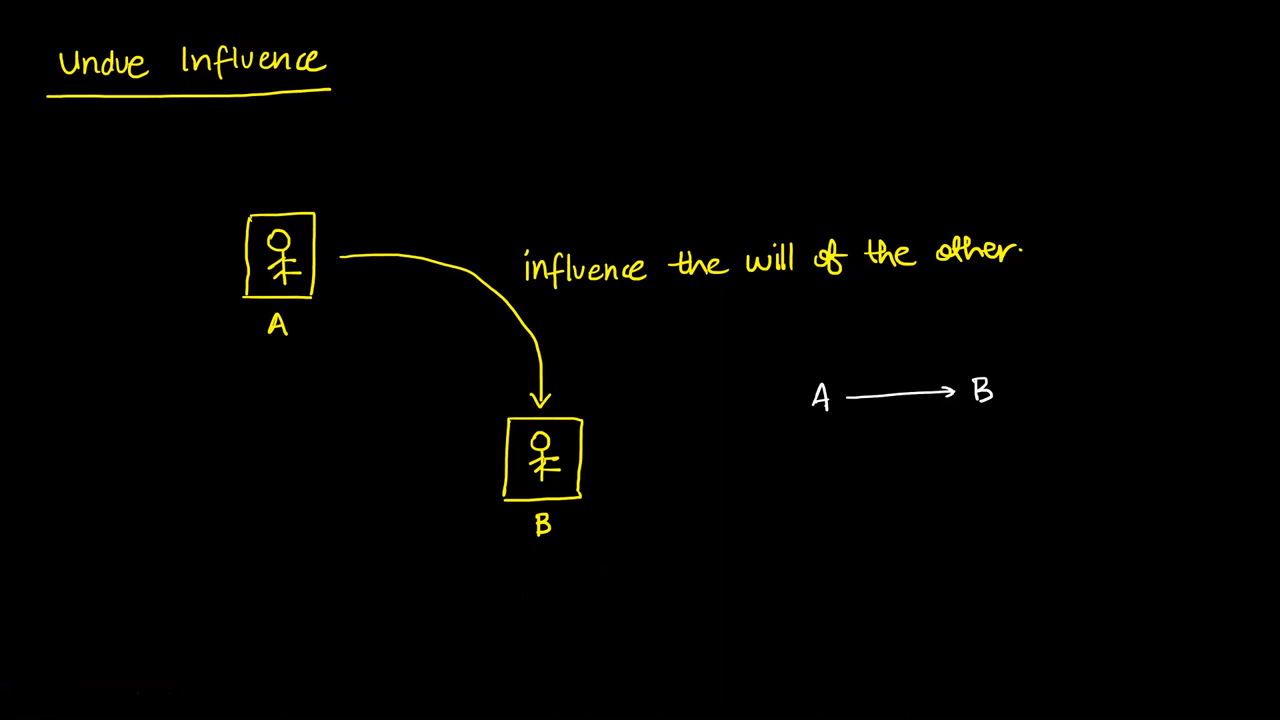 Undue Influence
influence the will of the other.
A
A → B
B